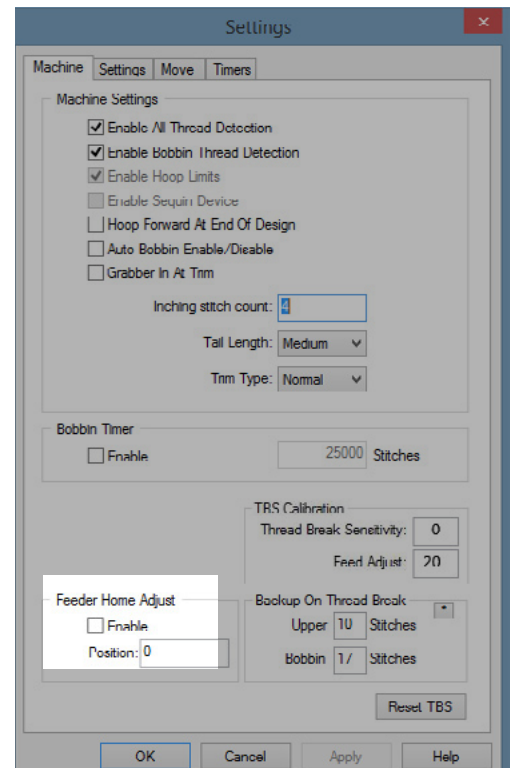 Settings
Machine Settings Move Timers
Machine Settings
Enable All Thread Detection
Enable Bobbin Thread Detection
Enable Hoop Limits
Enable Sequin Device
Hoop Forward At End Of Design
Auto Bobbin Enable/Disable
Grabber In At Trim
Inching stitch count: 4
Tail Length: Medium
Trim Type: Normal
Bobbin Timer
Enable 25000 Stitches
TBS Calibration
Thread Break Sensitivity: 0
Feed Adjust: 20
Feeder Home Adjust
Enable
Position: 0
Backup On Thread Break *
Upper 10 Stitches
Bobbin 17 Stitches
Reset TBS
OK Cancel Apply Help